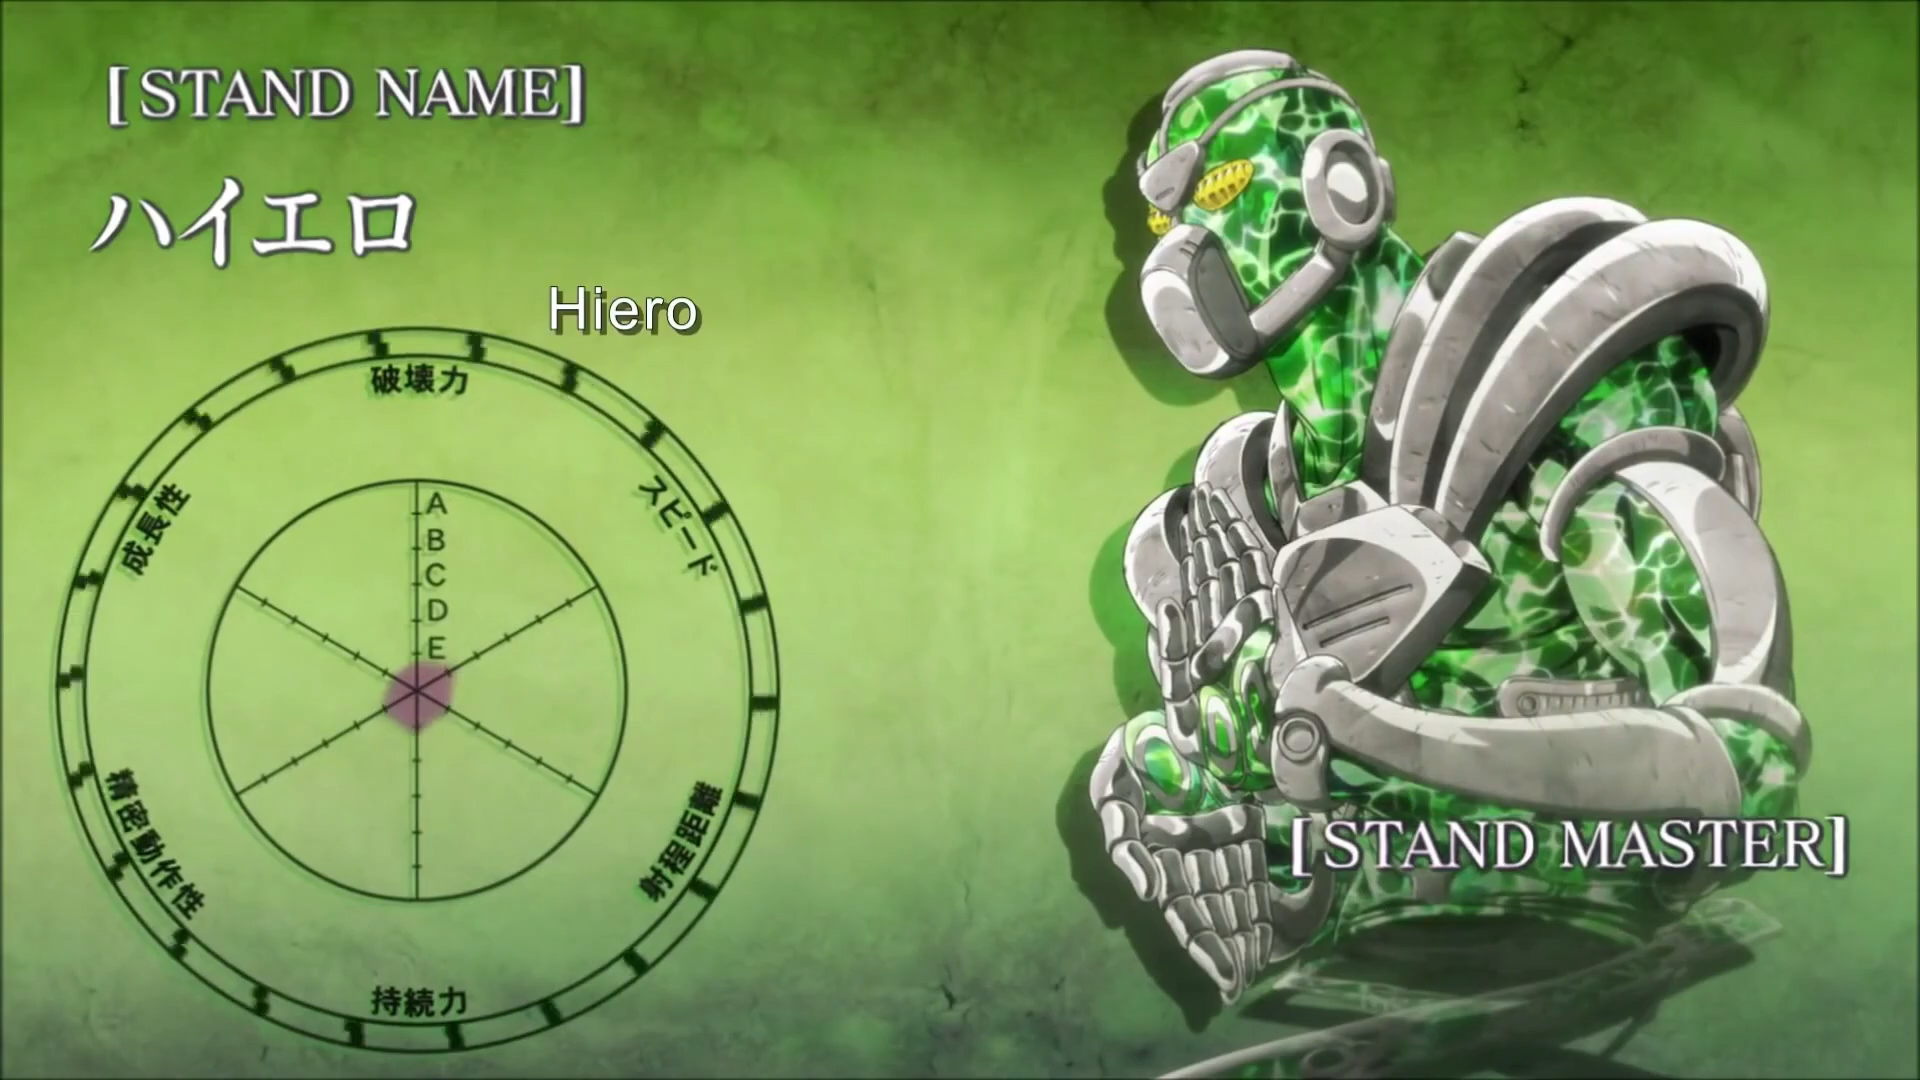 [STAND NAME]
ハイエロ
Hiero
破壊力
スピード
射程距離
持続力
精密動作性
成長性
A
B
C
D
E
[STAND MASTER]